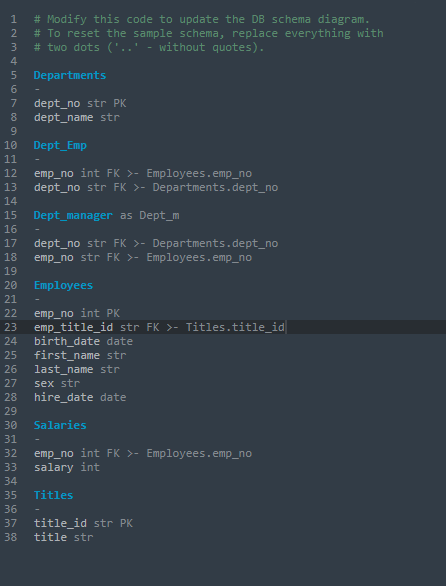 1 # Modify this code to update the DB schema diagram.
2 # To reset the sample schema, replace everything with
3 # two dots ('..' - without quotes).
4
5 Departments
6 -
7 dept_no str PK
8 dept_name str
9
10 Dept_Emp
11 -
12 emp_no int FK >- Employees.emp_no
13 dept_no str FK >- Departments.dept_no
14
15 Dept_manager as Dept_m
16 -
17 dept_no str FK >- Departments.dept_no
18 emp_no str FK >- Employees.emp_no
19
20 Employees
21 -
22 emp_no int PK
23 emp_title_id str FK >- Titles.title_id
24 birth_date date
25 first_name str
26 last_name str
27 sex str
28 hire_date date
29
30 Salaries
31 -
32 emp_no int FK >- Employees.emp_no
33 salary int
34
35 Titles
36 -
37 title_id str PK
38 title str